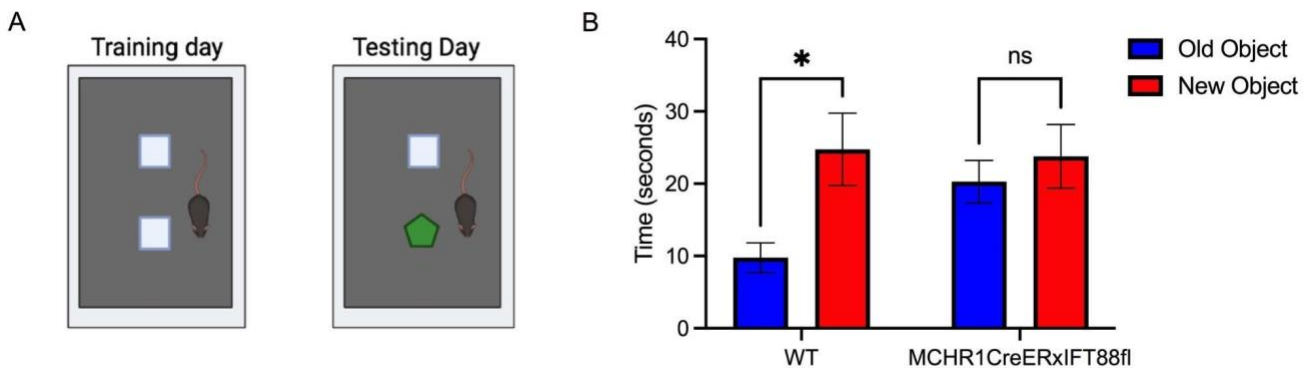 A
Training day
Testing Day
B
Time (seconds)
40
30
20
10
0
*
ns
WT
MCHR1CreERxIFT88fl
Old Object
New Object